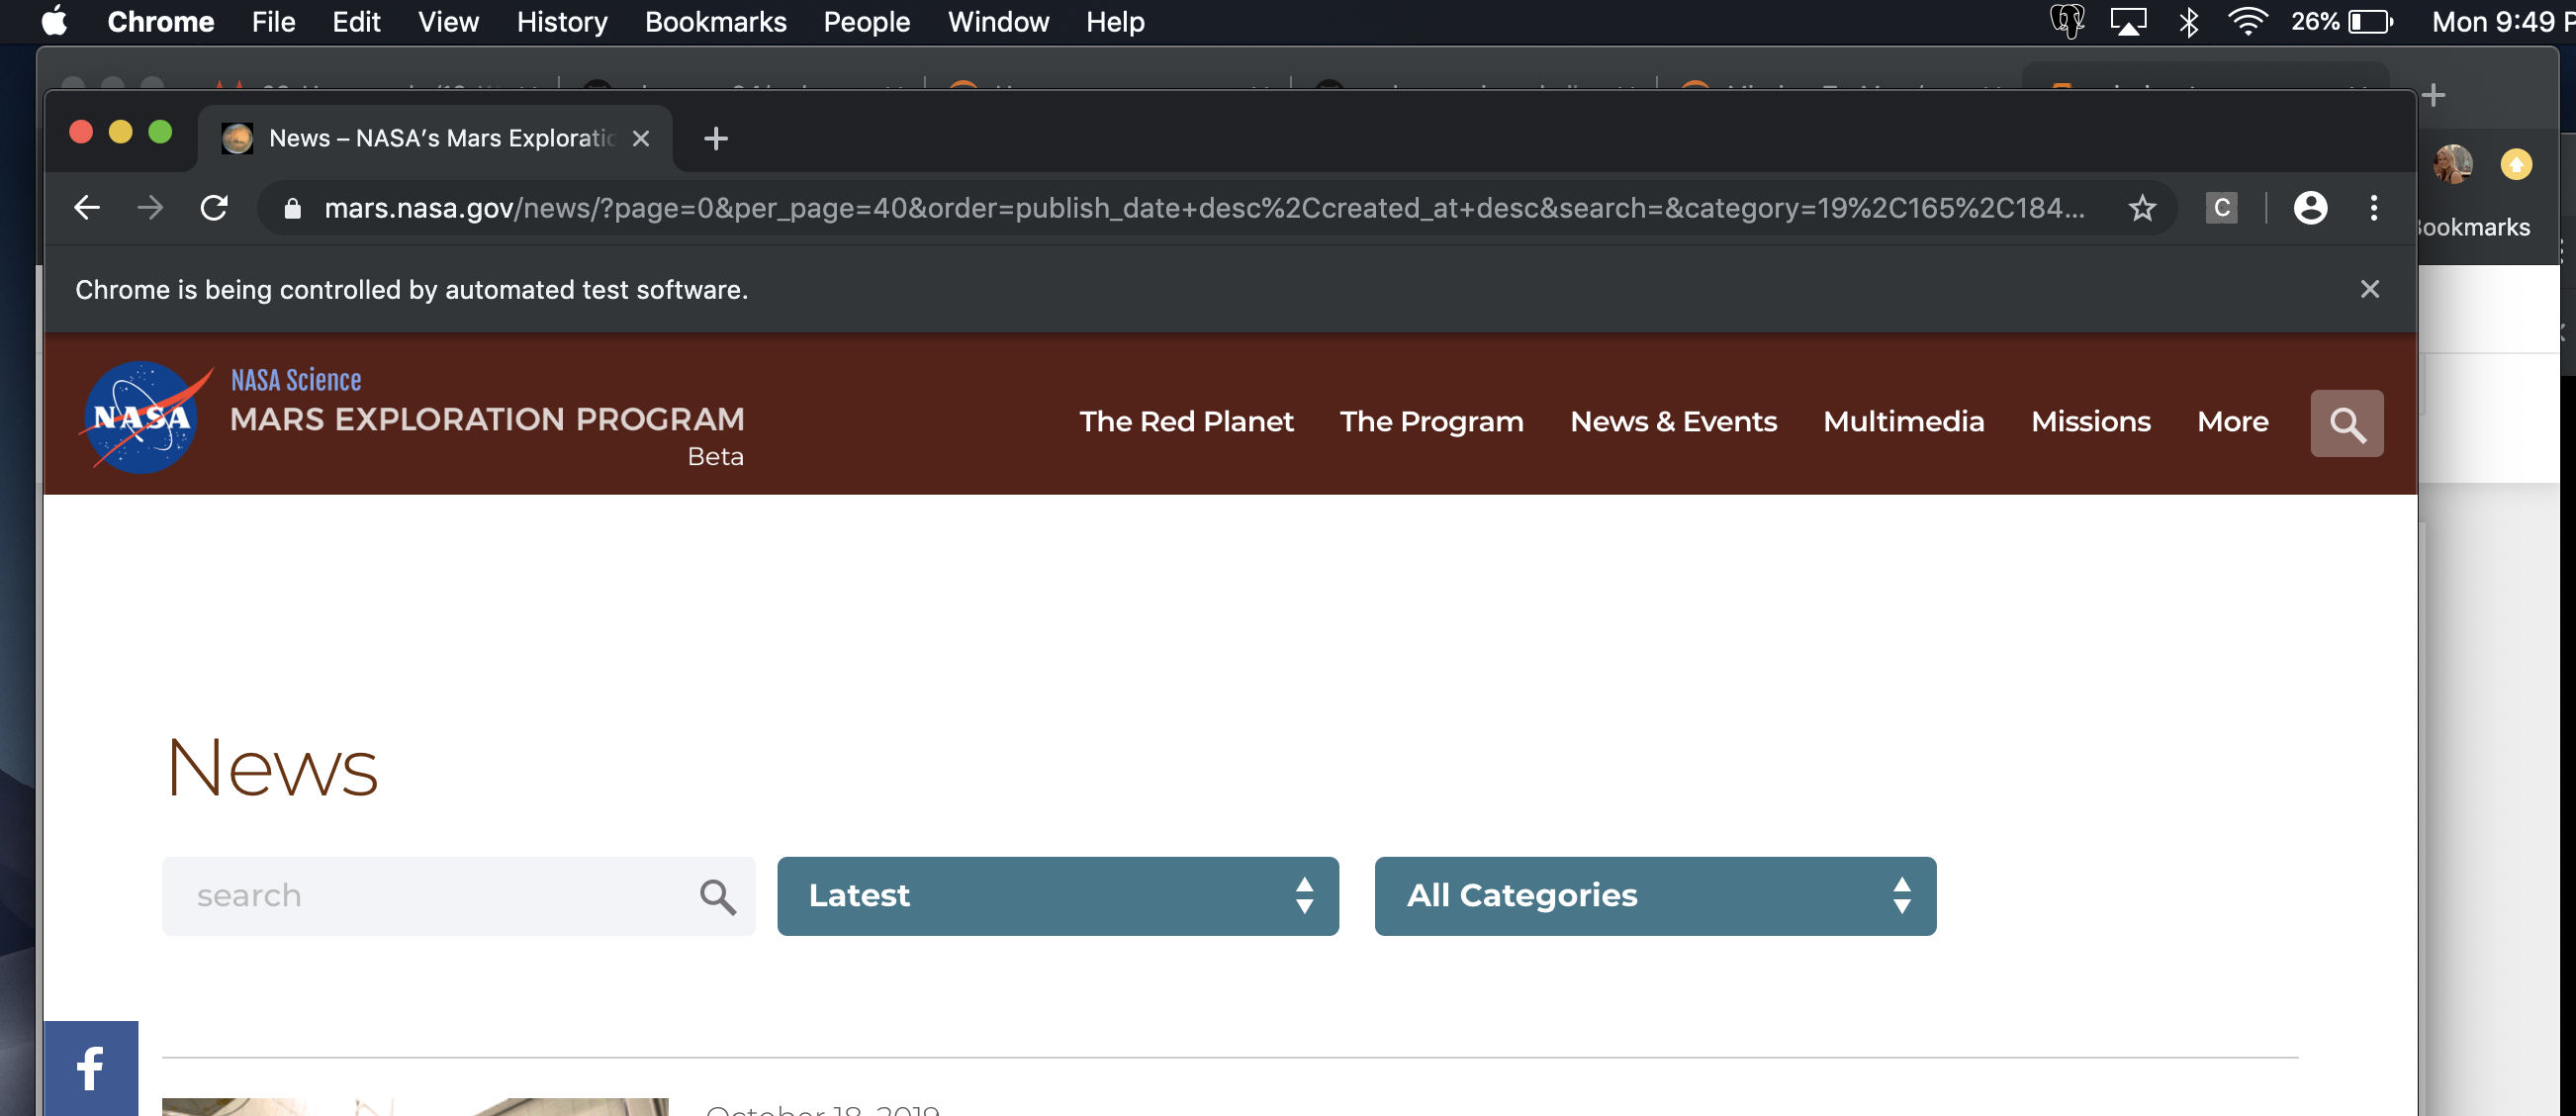 Chrome File Edit View History Bookmarks People Window Help 26% Mon 9:49
News – NASA's Mars Exploratio
mars.nasa.gov/news/?page=0&per_page=40&order=publish_date+desc%2Ccreated_at+desc&search=&category=19%2C165%2C184... C
ookmarks
Chrome is being controlled by automated test software.
NASA
NASA Science
MARS EXPLORATION PROGRAM
Beta
The Red Planet The Program News & Events Multimedia Missions More
News
search Latest All Categories
f
October 18, 2019